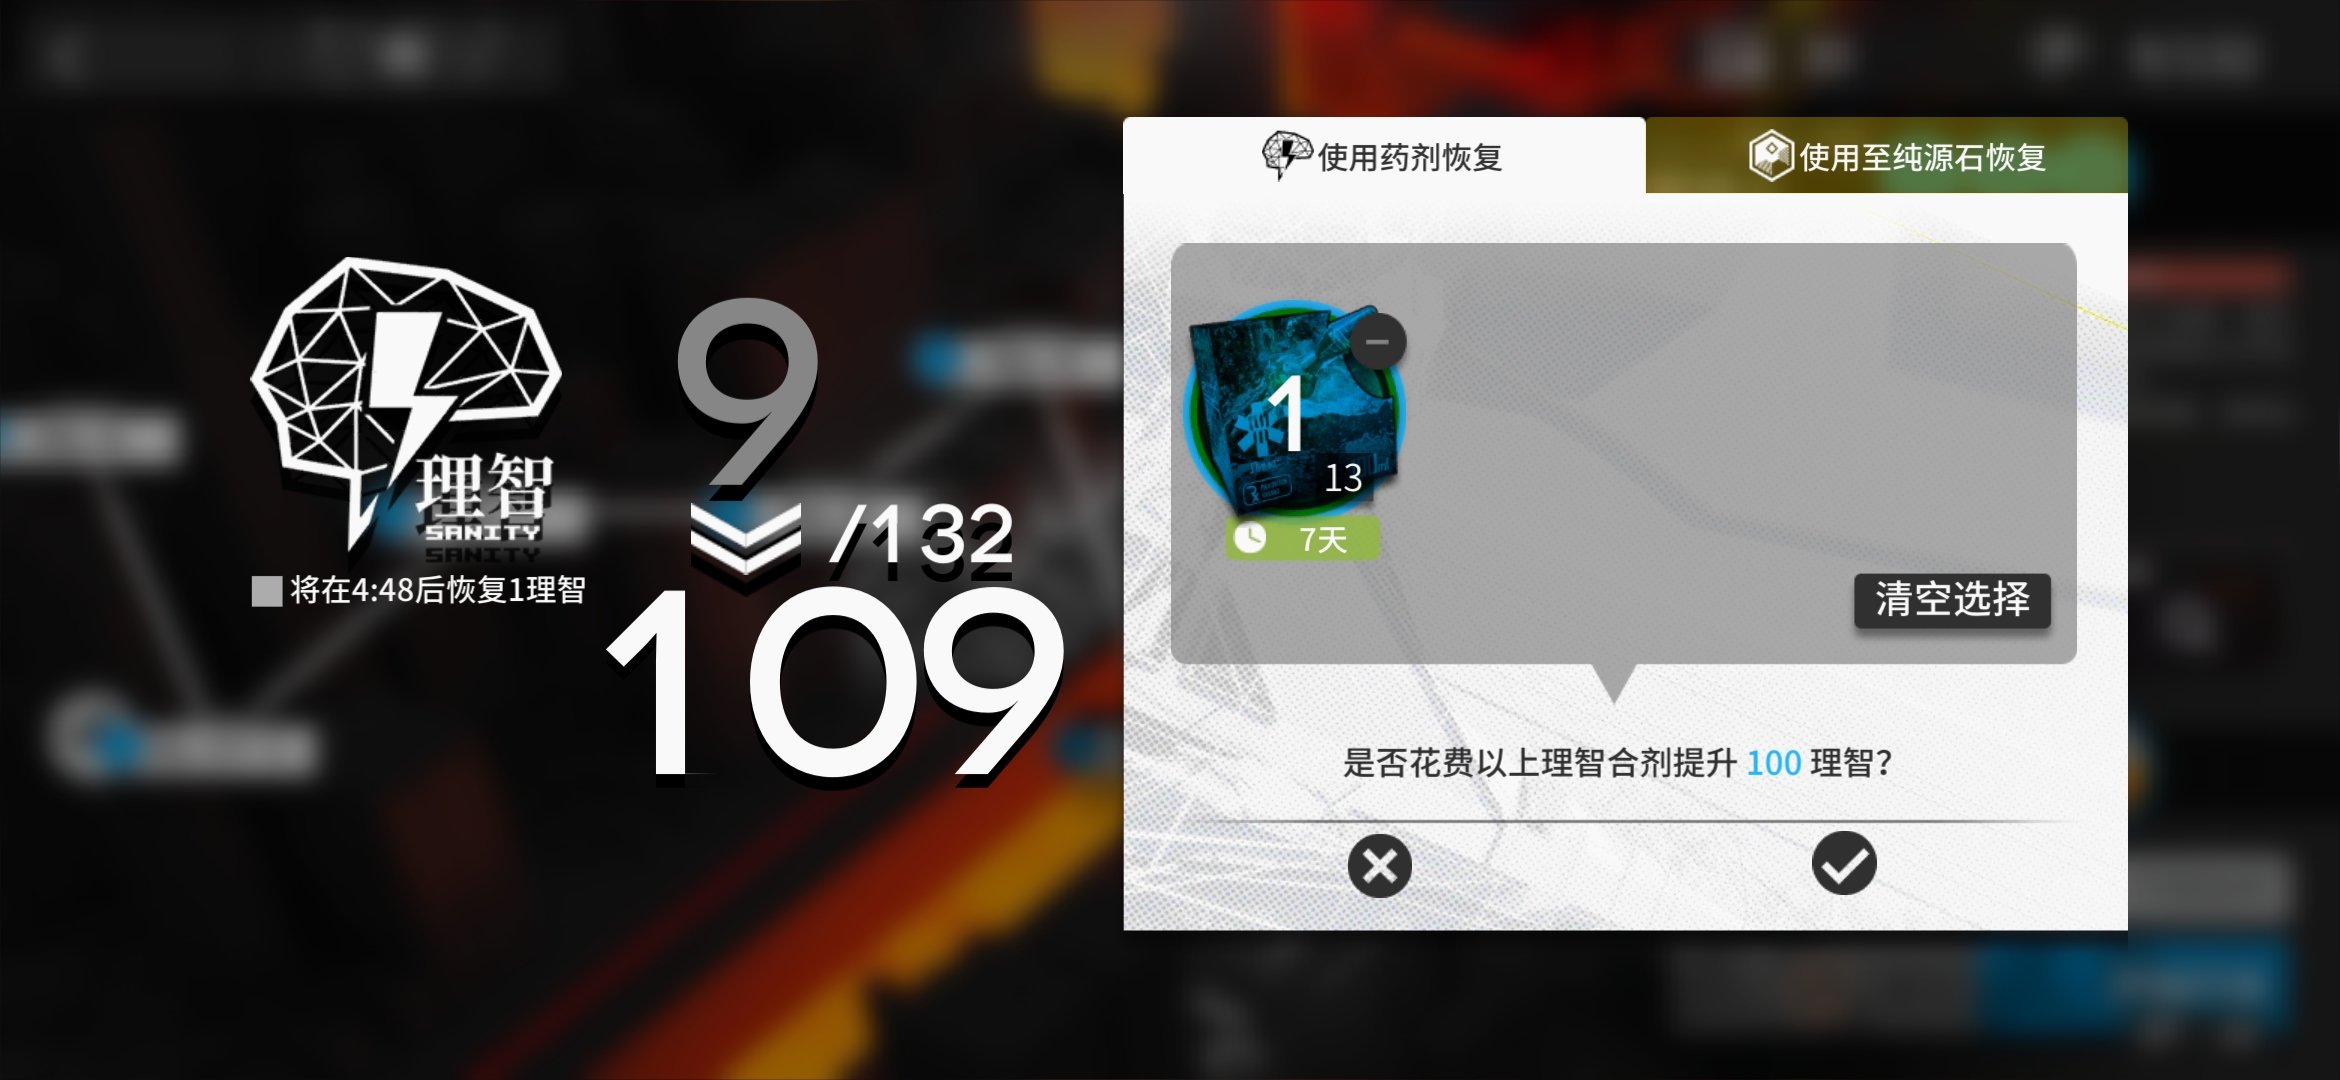 使用药剂恢复
使用至纯源石恢复
理智
SANITY
将在4:48后恢复1理智
9
/132
109
1
13
7天
清空选择
是否花费以上理智合剂提升 100 理智？